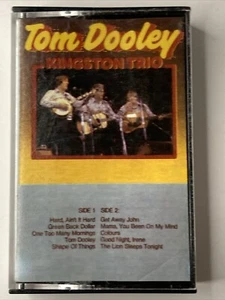 Tom Dooley
KINGSTON TRIO
SIDE 1 SIDE 2
Hard, Ain't It Hard Get Away John
Green Back Dollar Mama, You Been On My Mind
One Too Many Mornings Colours
Tom Dooley Good Night, Irene
Shape Of Things The Lion Sleeps Tonight